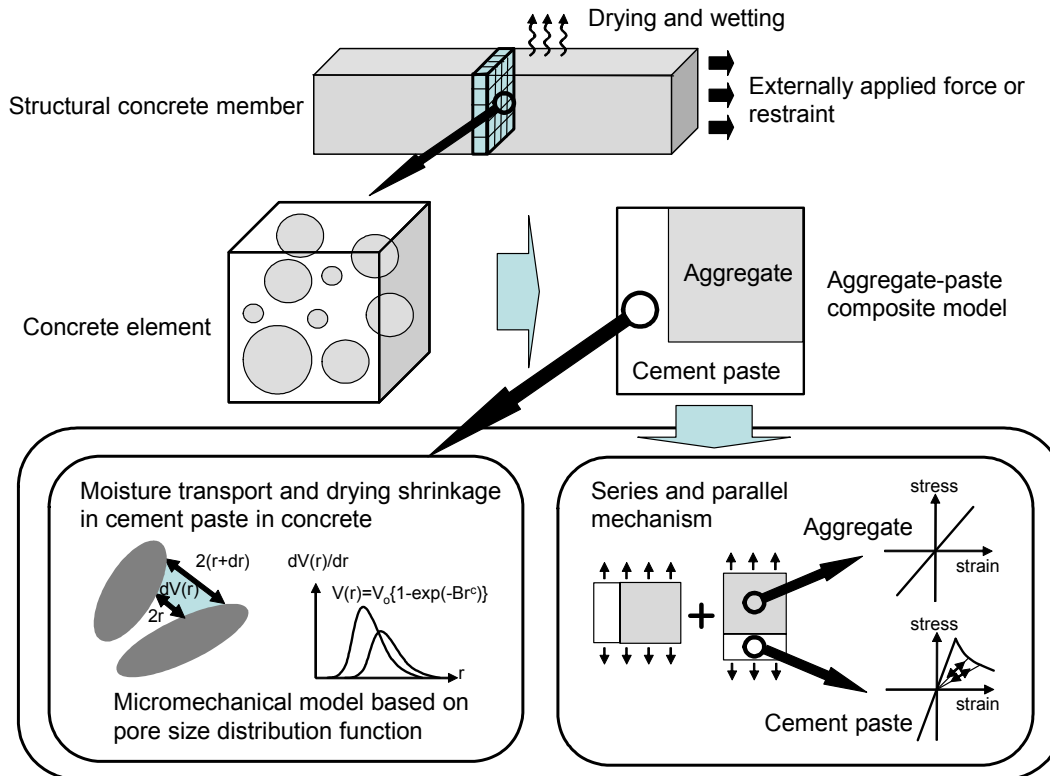 Drying and wetting
Structural concrete member
Externally applied force or
restraint
Concrete element
Aggregate
Cement paste
Aggregate-paste
composite model
Moisture transport and drying shrinkage
in cement paste in concrete
2(r+dr)
dV(r)
2r
dV(r)/dr
V(r)=Vo{1-exp(-Brc)}
r
Micromechanical model based on
pore size distribution function
Series and parallel
mechanism
+
Aggregate
stress
strain
Cement paste
stress
strain